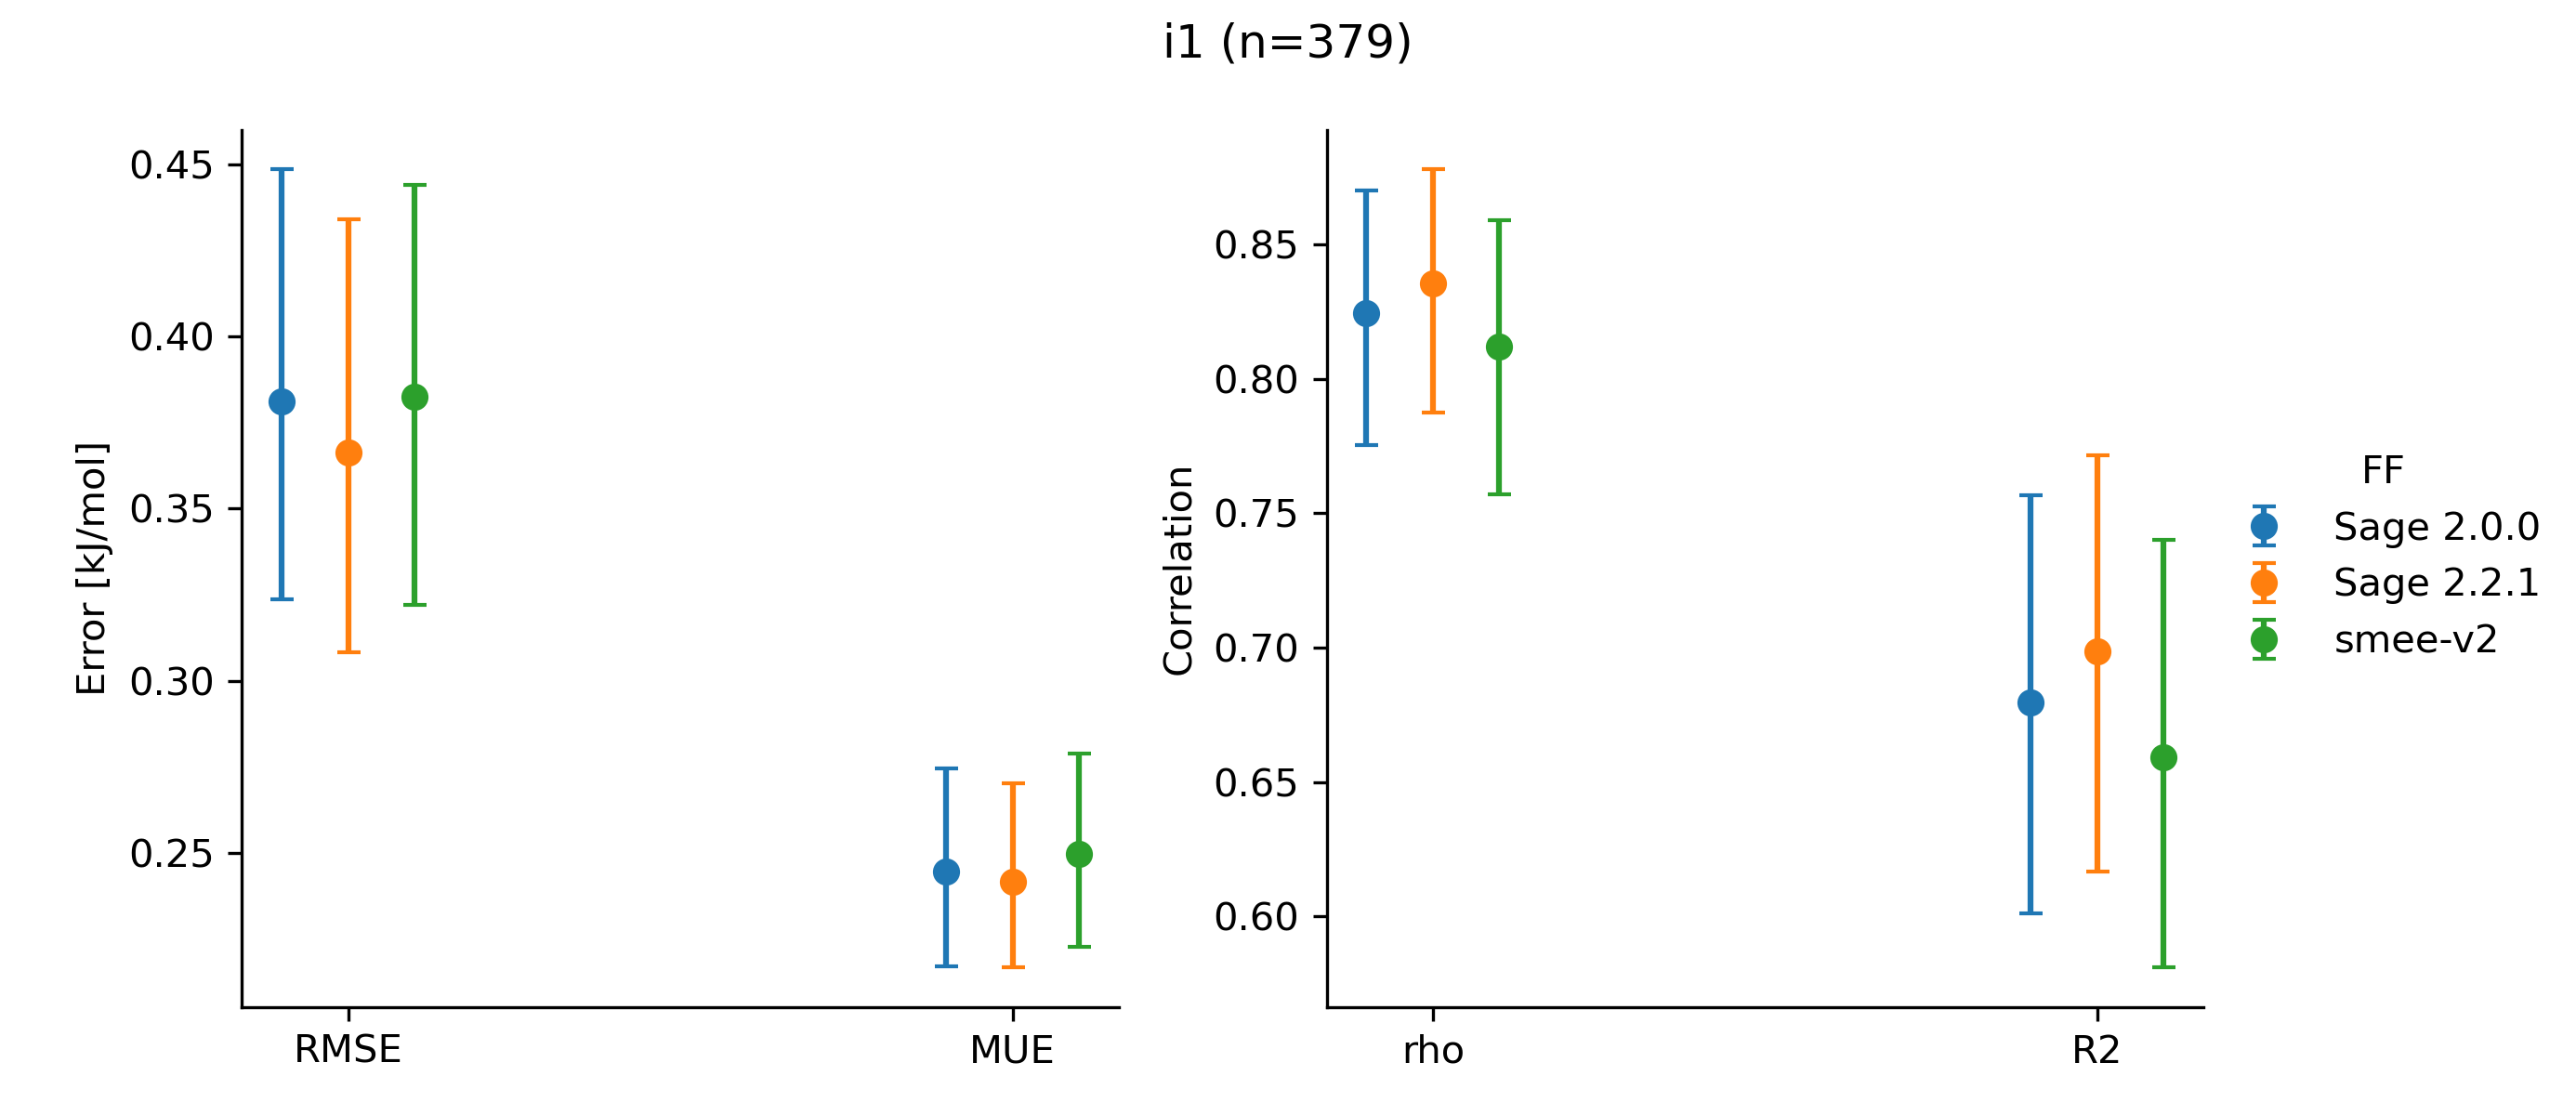 i1 (n=379)
Error [kJ/mol]
0.45
0.40
0.35
0.30
0.25
RMSE
MUE
Correlation
0.85
0.80
0.75
0.70
0.65
0.60
rho
R2
FF
Sage 2.0.0
Sage 2.2.1
smee-v2